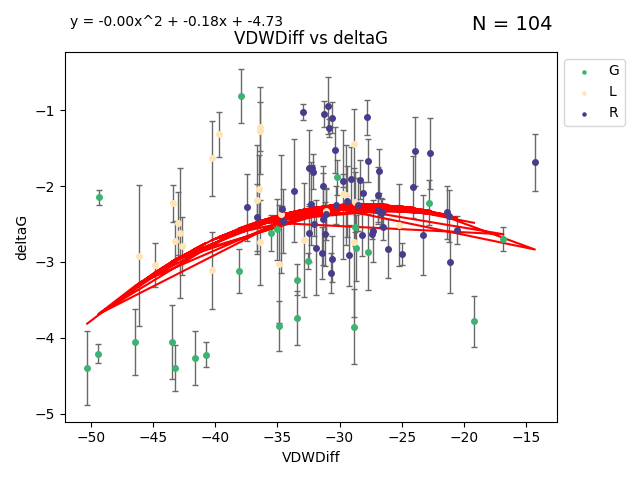 y = -0.00x^2 + -0.18x + -4.73
N = 104
VDWDiff vs deltaG
G
L
R
deltaG
−1
−2
−3
−4
−5
−50 −45 −40 −35 −30 −25 −20 −15
VDWDiff